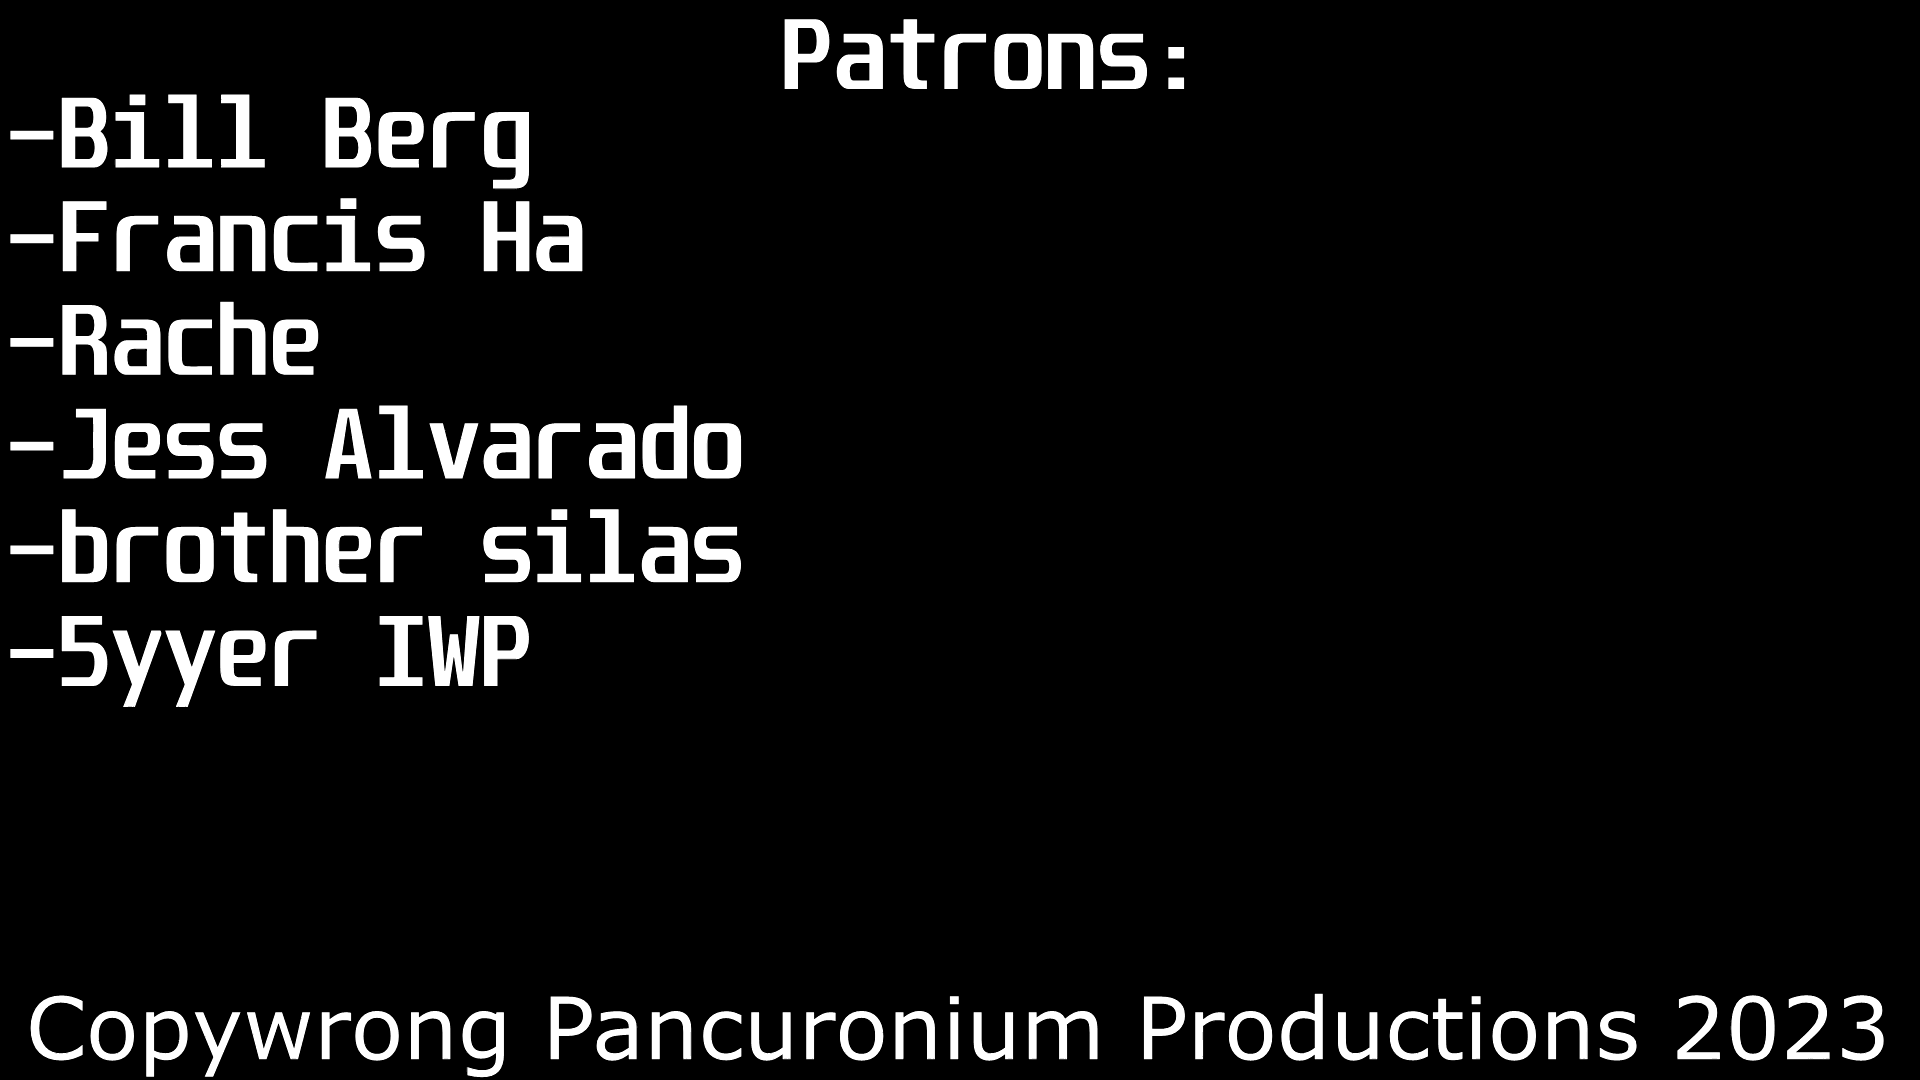 Patrons:
-Bill Berg
-Francis Ha
-Rache
-Jess Alvarado
-brother silas
-5yyer IWP
Copywrong Pancuronium Productions 2023